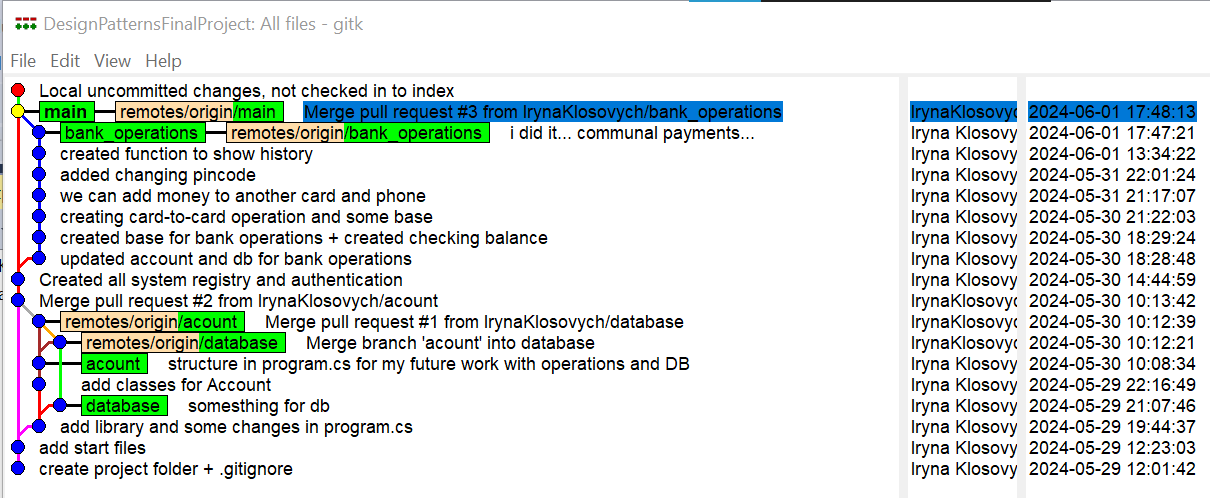 DesignPatternsFinalProject: All files - gitk
File Edit View Help
Local uncommitted changes, not checked in to index
main remotes/origin/main Merge pull request #3 from IrynaKlosovych/bank_operations IrynaKlosovyc 2024-06-01 17:48:13
bank_operations remotes/origin/bank_operations i did it... communal payments... Iryna Klosovy 2024-06-01 17:47:21
created function to show history Iryna Klosovy 2024-06-01 13:34:22
added changing pincode Iryna Klosovy 2024-05-31 22:01:24
we can add money to another card and phone Iryna Klosovy 2024-05-31 21:17:07
creating card-to-card operation and some base Iryna Klosovy 2024-05-30 21:22:03
created base for bank operations + created checking balance Iryna Klosovy 2024-05-30 18:29:24
updated account and db for bank operations Iryna Klosovy 2024-05-30 18:28:48
Created all system registry and authentication Iryna Klosovy 2024-05-30 14:44:59
Merge pull request #2 from IrynaKlosovych/acount IrynaKlosovyc 2024-05-30 10:13:42
remotes/origin/acount Merge pull request #1 from IrynaKlosovych/database IrynaKlosovyc 2024-05-30 10:12:39
remotes/origin/database Merge branch 'acount' into database Iryna Klosovy 2024-05-30 10:12:21
acount structure in program.cs for my future work with operations and DB Iryna Klosovy 2024-05-30 10:08:34
add classes for Account Iryna Klosovy 2024-05-29 22:16:49
database somesthing for db Iryna Klosovy 2024-05-29 21:07:46
add library and some changes in program.cs Iryna Klosovy 2024-05-29 19:44:37
add start files Iryna Klosovy 2024-05-29 12:23:03
create project folder + .gitignore Iryna Klosovy 2024-05-29 12:01:42